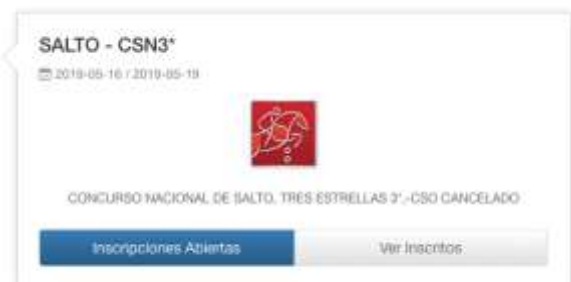 SALTO - CSN3*
2019-05-16 / 2019-05-19
CONCURSO NACIONAL DE SALTO, TRES ESTRELLAS 3*.-CSO CANCELADO
Inscripciones Abiertas
Ver Inscritos